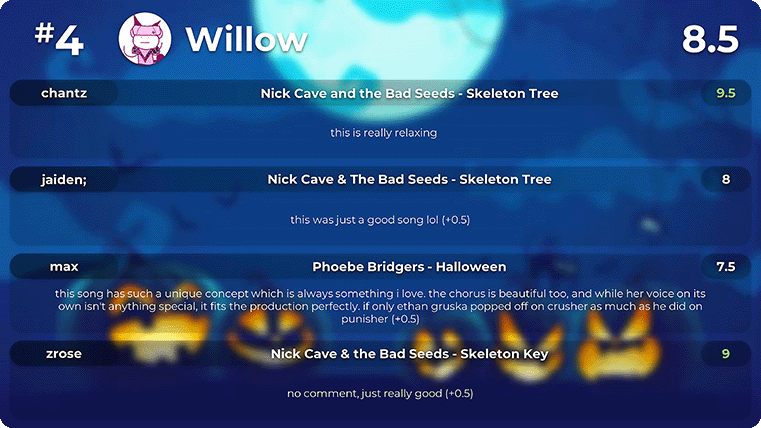 #4 Willow 8.5
chantz Nick Cave and the Bad Seeds - Skeleton Tree 9.5
this is really relaxing
jaiden; Nick Cave & The Bad Seeds - Skeleton Tree 8
this was just a good song lol (+0.5)
max Phoebe Bridgers - Halloween 7.5
this song has such a unique concept which is always something i love. the chorus is beautiful too, and while her voice on its
own isn't anything special, it fits the production perfectly. if only ethan gruska popped off on crusher as much as he did on
punisher (+0.5)
zrose Nick Cave & the Bad Seeds - Skeleton Key 9
no comment, just really good (+0.5)